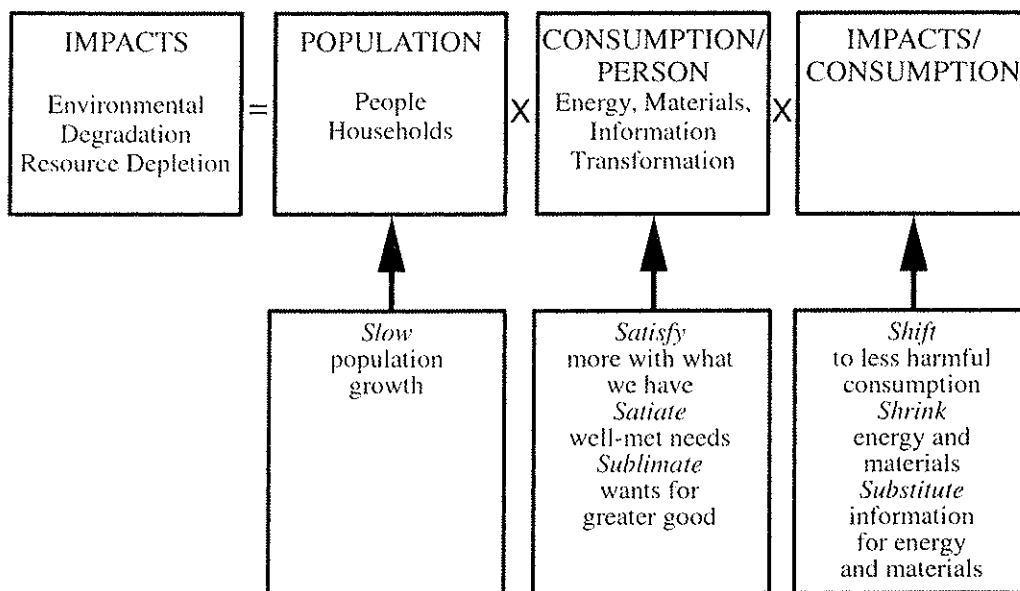 IMPACTS
Environmental
Degradation
Resource Depletion
=
POPULATION
People
Households
X
CONSUMPTION/
PERSON
Energy, Materials,
Information
Transformation
X
IMPACTS/
CONSUMPTION
Slow
population
growth
Satisfy
more with what
we have
Satiate
well-met needs
Sublimate
wants for
greater good
Shift
to less harmful
consumption
Shrink
energy and
materials
Substitute
information
for energy
and materials